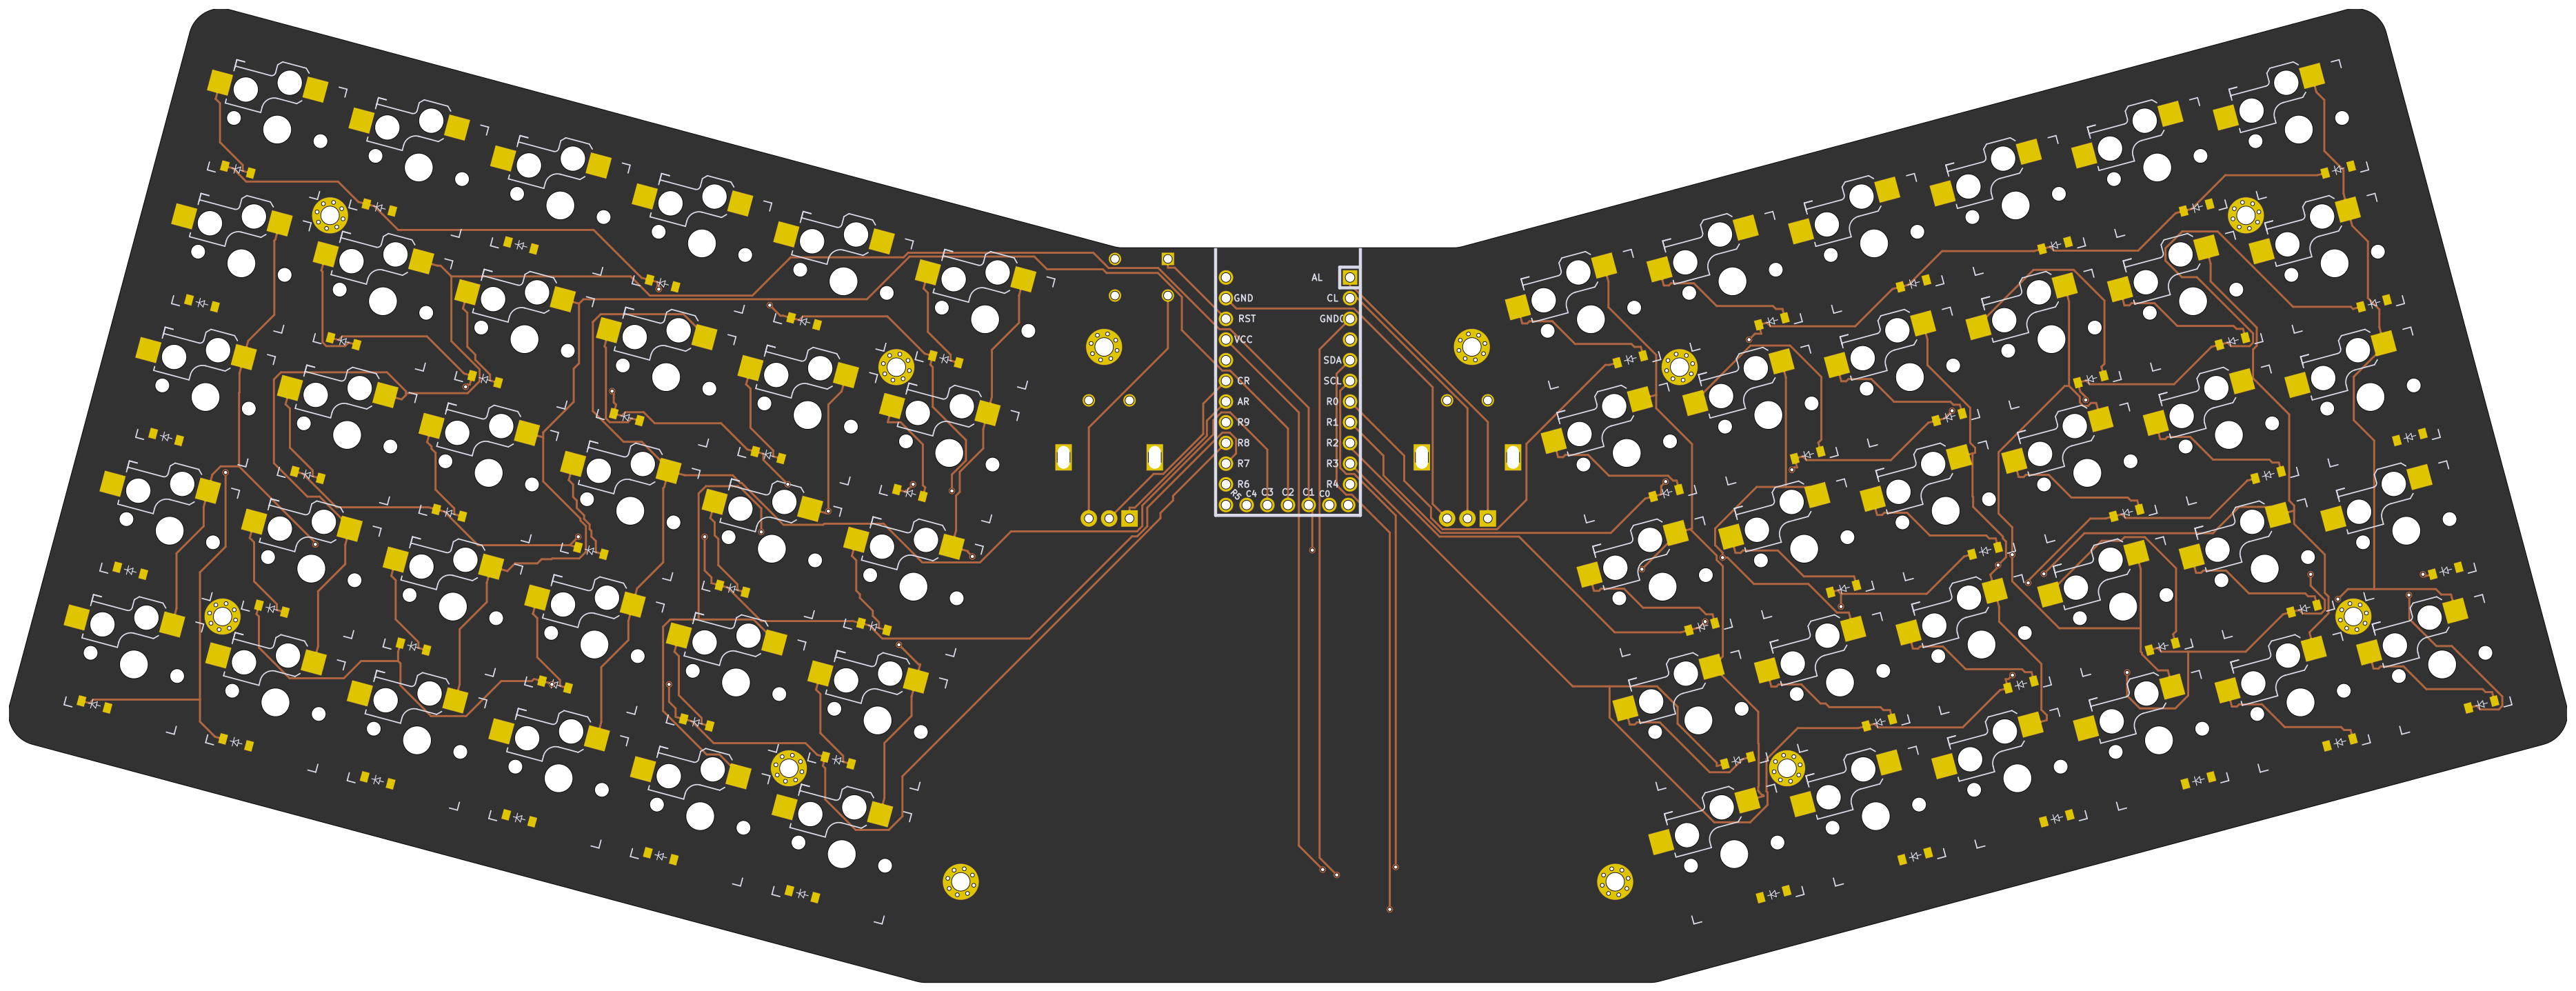 AL
GND CL
RST GND
VCC
SDA
CR SCL
AR R0
R9 R1
R8 R2
R7 R3
R6 R4
R5 C4 C3 C2 C1 C0